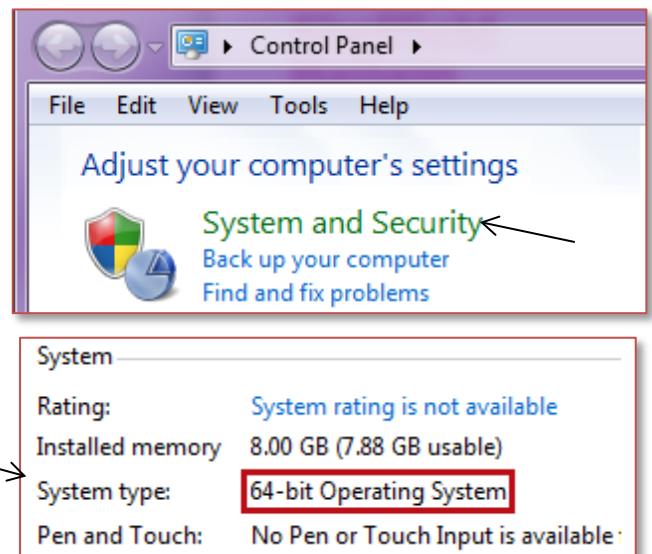 Control Panel
File Edit View Tools Help
Adjust your computer's settings
System and Security
Back up your computer
Find and fix problems
System
Rating: System rating is not available
Installed memory 8.00 GB (7.88 GB usable)
System type: 64-bit Operating System
Pen and Touch: No Pen or Touch Input is available